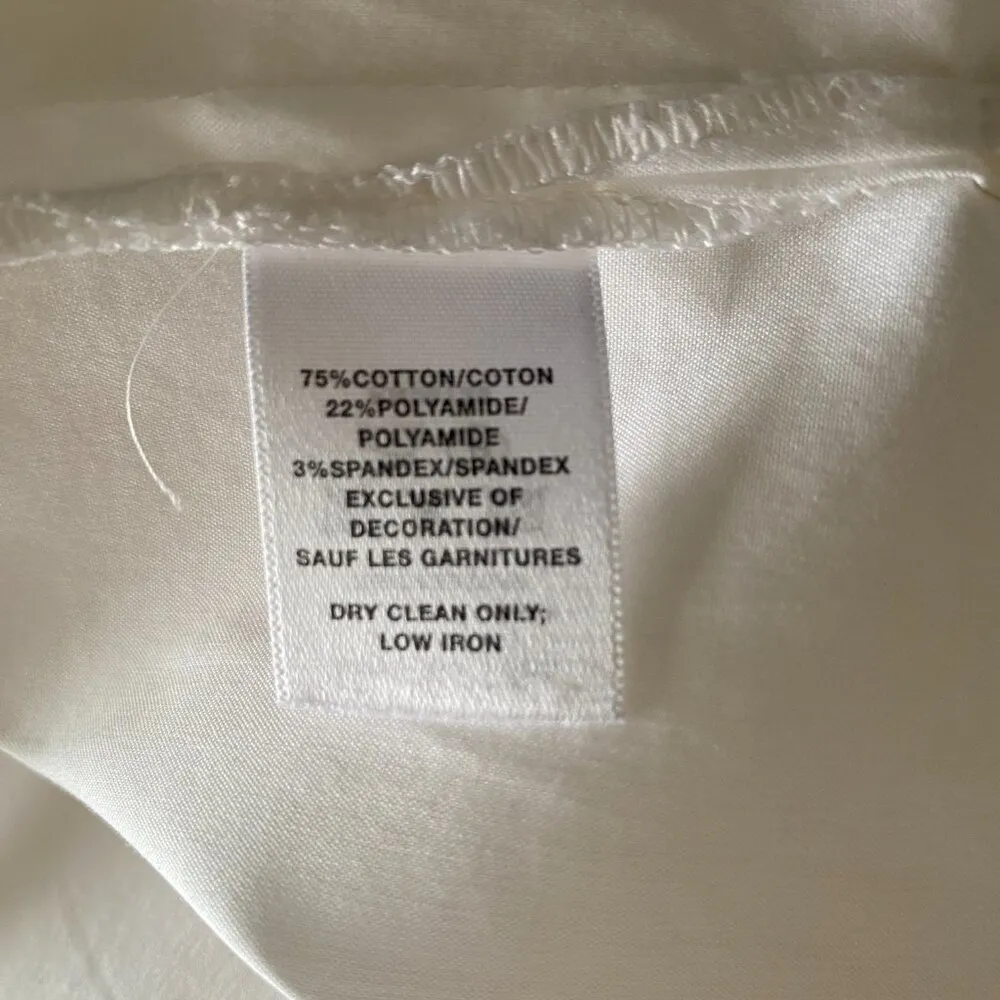 75%COTTON/COTON
22%POLYAMIDE/
POLYAMIDE
3%SPANDEX/SPANDEX
EXCLUSIVE OF
DECORATION/
SAUF LES GARNITURES
DRY CLEAN ONLY;
LOW IRON